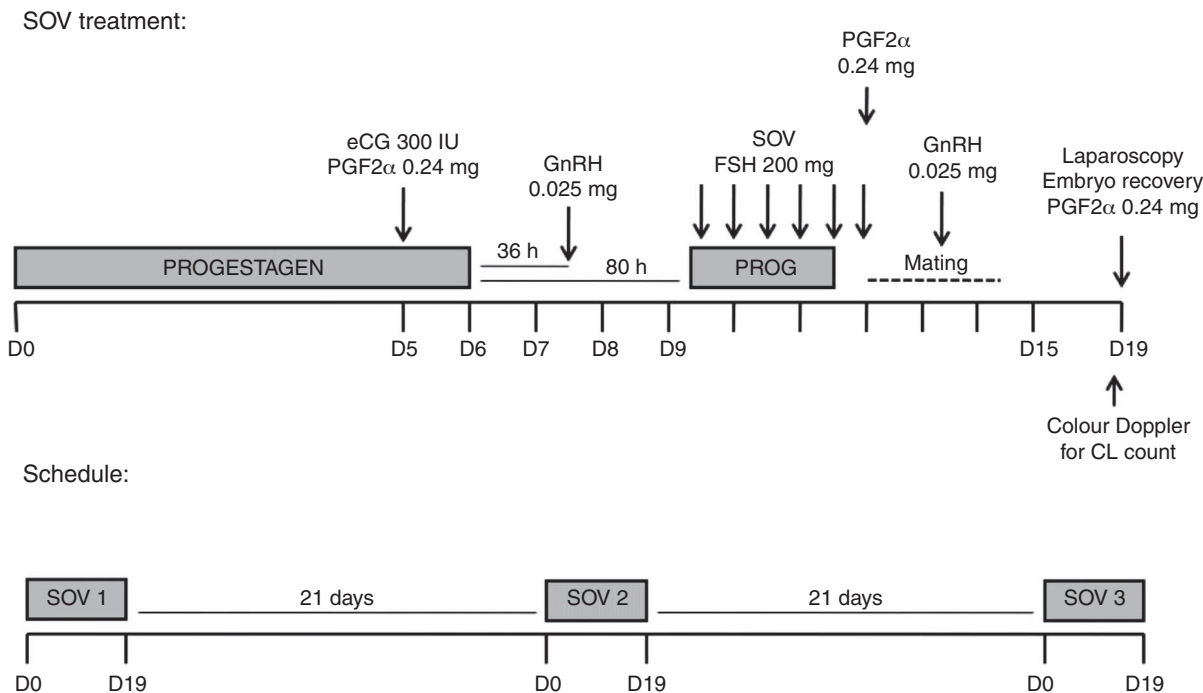 SOV treatment:
PGF2α
0.24 mg
eCG 300 IU
PGF2α 0.24 mg
GnRH
0.025 mg
SOV
FSH 200 mg
GnRH
0.025 mg
Laparoscopy
Embryo recovery
PGF2α 0.24 mg
PROGESTAGEN
36 h
80 h
PROG
Mating
D0
D5
D6
D7
D8
D9
D15
D19
Colour Doppler
for CL count
Schedule:
SOV 1
21 days
SOV 2
21 days
SOV 3
D0
D19
D0
D19
D0
D19